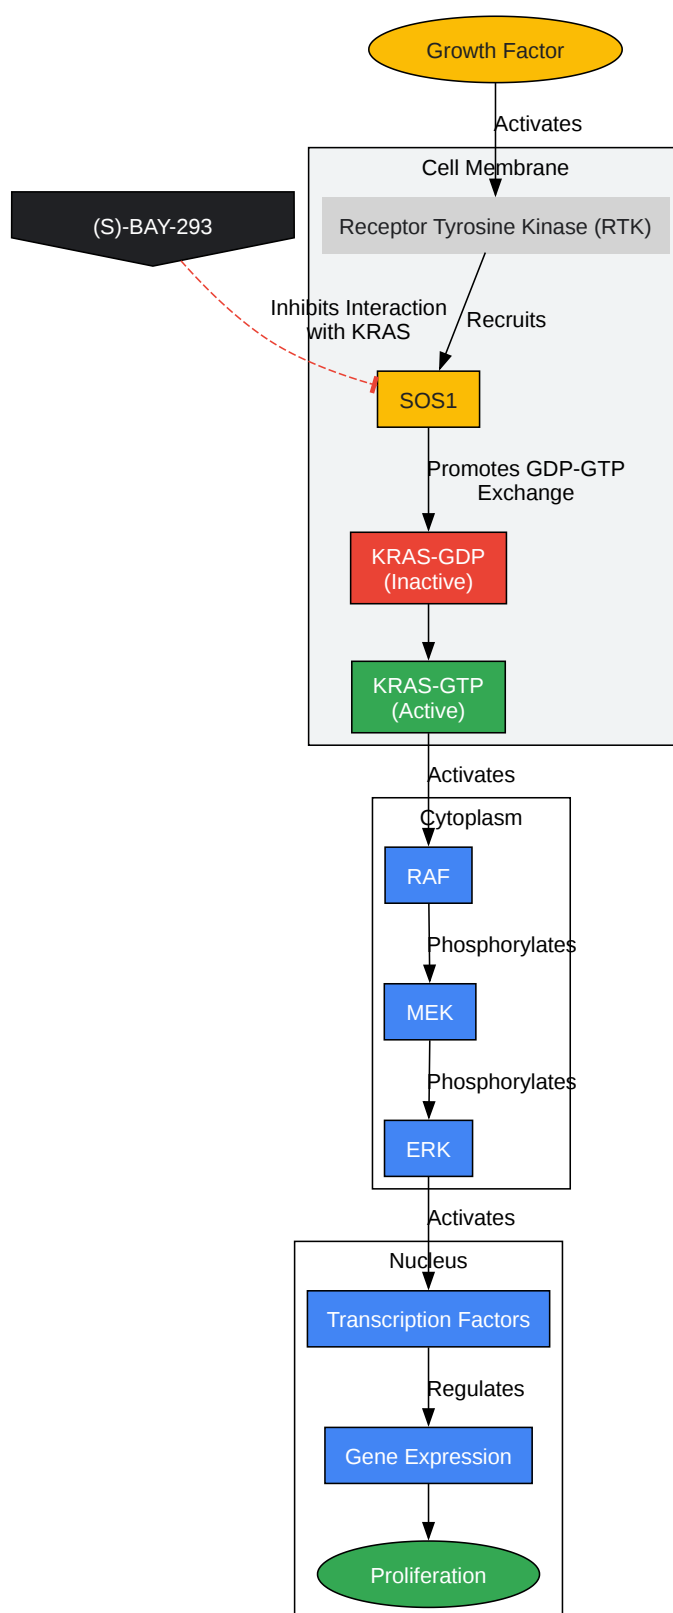 Growth Factor
Activates
Cell Membrane
(S)-BAY-293
Receptor Tyrosine Kinase (RTK)
Inhibits Interaction
with KRAS
Recruits
SOS1
Promotes GDP-GTP
Exchange
KRAS-GDP
(Inactive)
KRAS-GTP
(Active)
Activates
Cytoplasm
RAF
Phosphorylates
MEK
Phosphorylates
ERK
Activates
Nucleus
Transcription Factors
Regulates
Gene Expression
Proliferation